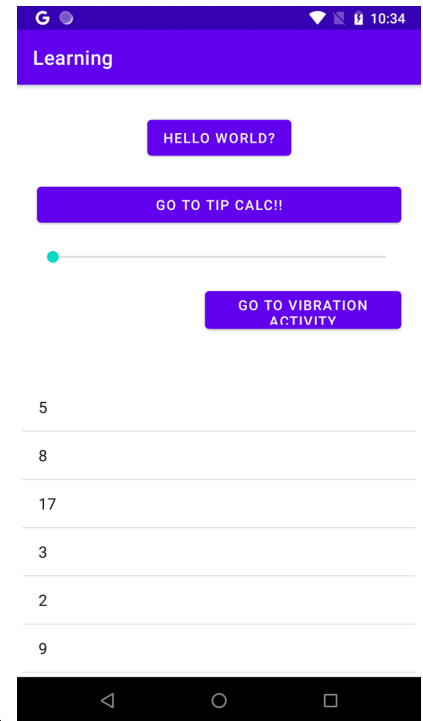 G 10:34
Learning
HELLO WORLD?
GO TO TIP CALC!!
GO TO VIBRATION
ACTIVITY
5
8
17
3
2
9